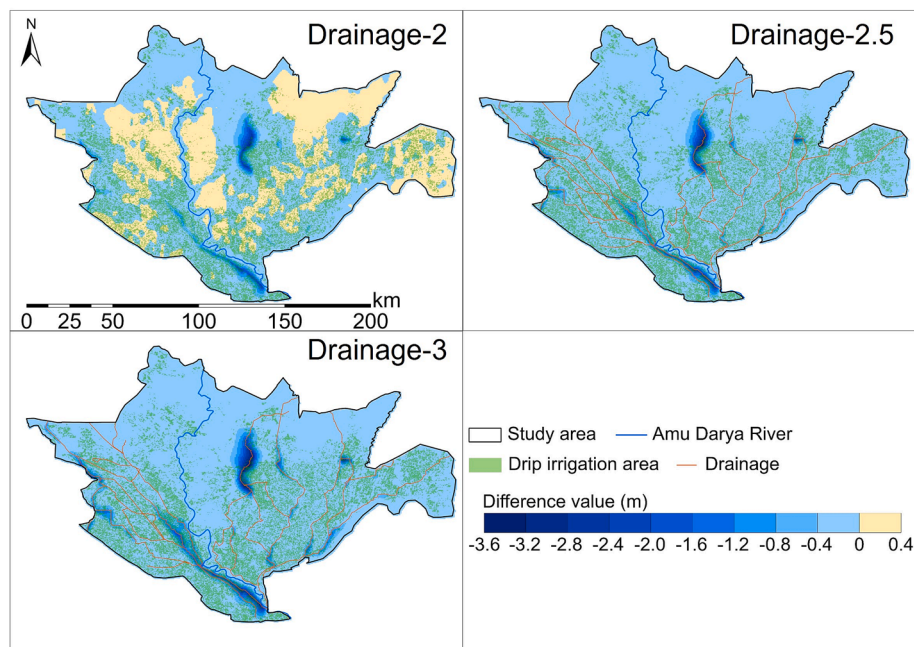 N
Drainage-2
Drainage-2.5
km
0 25 50 100 150 200
Drainage-3
Study area
Amu Darya River
Drip irrigation area
Drainage
Difference value (m)
-3.6 -3.2 -2.8 -2.4 -2.0 -1.6 -1.2 -0.8 -0.4 0 0.4